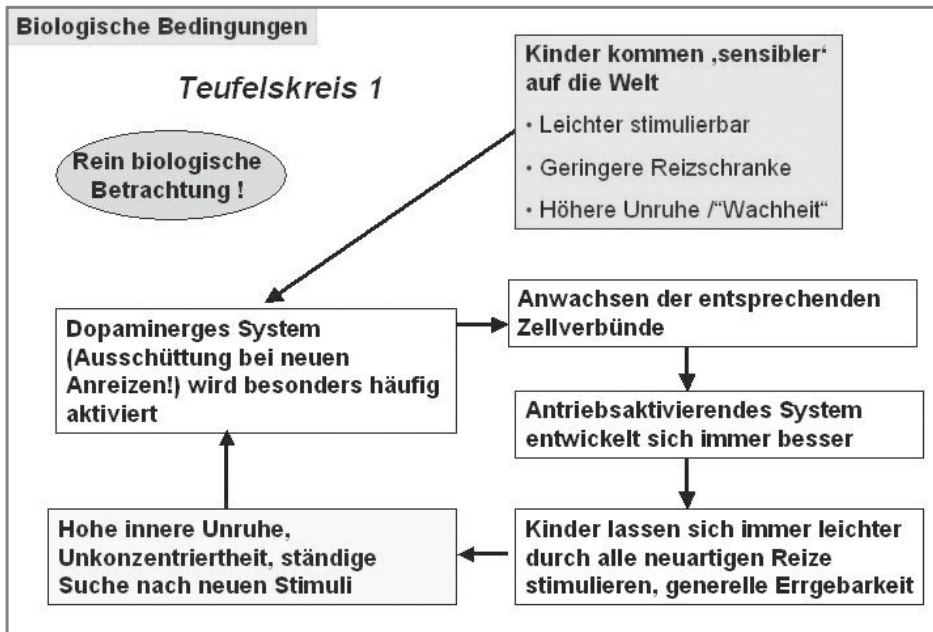 Biologische Bedingungen
Teufelskreis 1
Rein biologische
Betrachtung !
Kinder kommen ‚sensibler‘
auf die Welt
• Leichter stimulierbar
• Geringere Reizschranke
• Höhere Unruhe /“Wachheit“
Dopaminerges System
(Ausschüttung bei neuen
Anreizen!) wird besonders häufig
aktiviert
Anwachsen der entsprechenden
Zellverbünde
Antriebsaktivierendes System
entwickelt sich immer besser
Kinder lassen sich immer leichter
durch alle neuartigen Reize
stimulieren, generelle Errgebarkeit
Hohe innere Unruhe,
Unkonzentriertheit, ständige
Suche nach neuen Stimuli